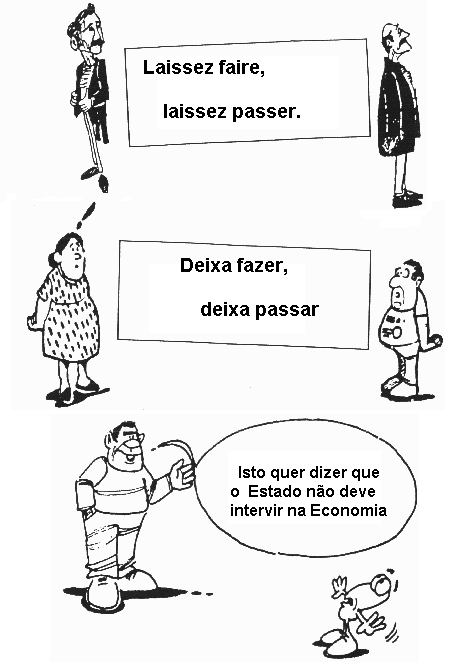 Laissez faire,
laissez passer.
Deixa fazer,
deixa passar
Isto quer dizer que
o Estado não deve
intervir na Economia